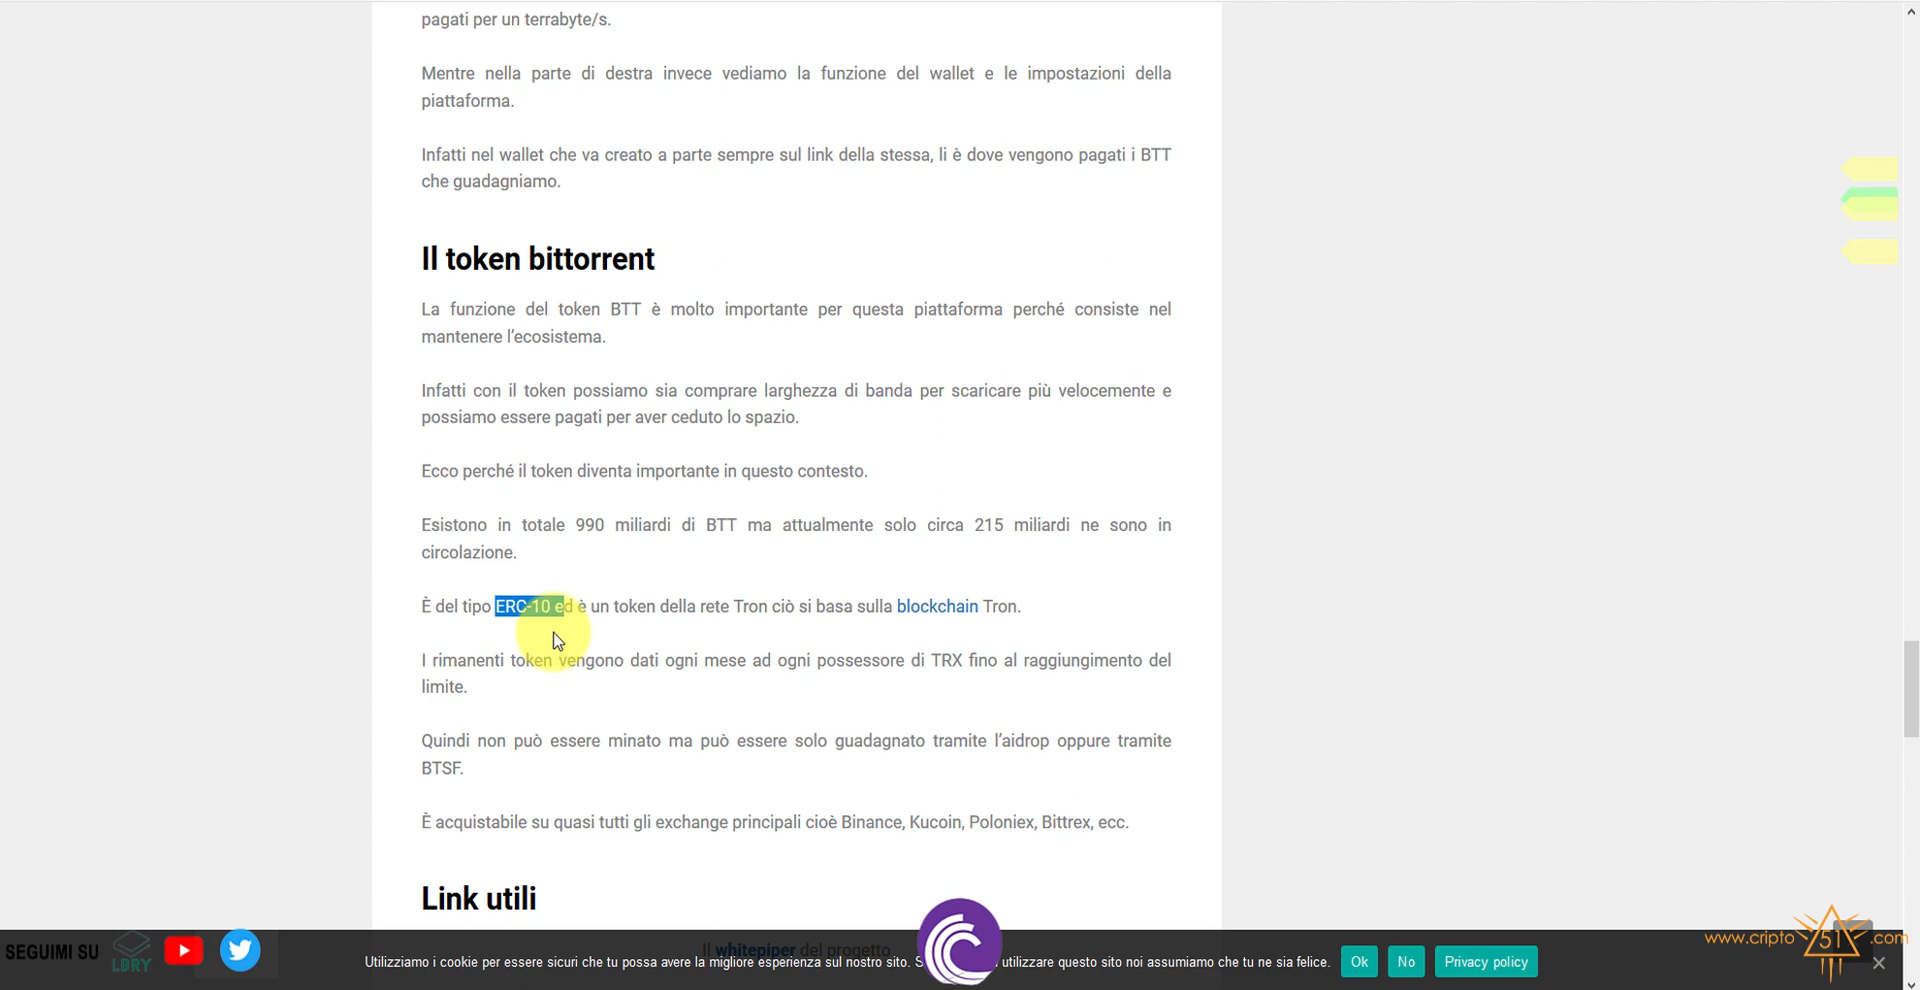 pagati per un terrabyte/s.
Mentre nella parte di destra invece vediamo la funzione del wallet e le impostazioni della
piattaforma.
Infatti nel wallet che va creato a parte sempre sul link della stessa, li è dove vengono pagati i BTT
che guadagniamo.
Il token bittorrent
La funzione del token BTT è molto importante per questa piattaforma perché consiste nel
mantenere l'ecosistema.
Infatti con il token possiamo sia comprare larghezza di banda per scaricare più velocemente e
possiamo essere pagati per aver ceduto lo spazio.
Ecco perché il token diventa importante in questo contesto.
Esistono in totale 990 miliardi di BTT ma attualmente solo circa 215 miliardi ne sono in
circolazione.
È del tipo ERC-10 ed è un token della rete Tron ciò si basa sulla blockchain Tron.
I rimanenti token vengono dati ogni mese ad ogni possessore di TRX fino al raggiungimento del
limite.
Quindi non può essere minato ma può essere solo guadagnato tramite l'aidrop oppure tramite
BTSF.
È acquistabile su quasi tutti gli exchange principali cioè Binance, Kucoin, Poloniex, Bittrex, ecc.
Link utili
Il whitepiper del progetto
SEGUIMI SU
LBRY
Utilizziamo i cookie per essere sicuri che tu possa avere la migliore esperienza sul nostro sito. S utilizzare questo sito noi assumiamo che tu ne sia felice.
Ok
No
Privacy policy
www.cripto51.com